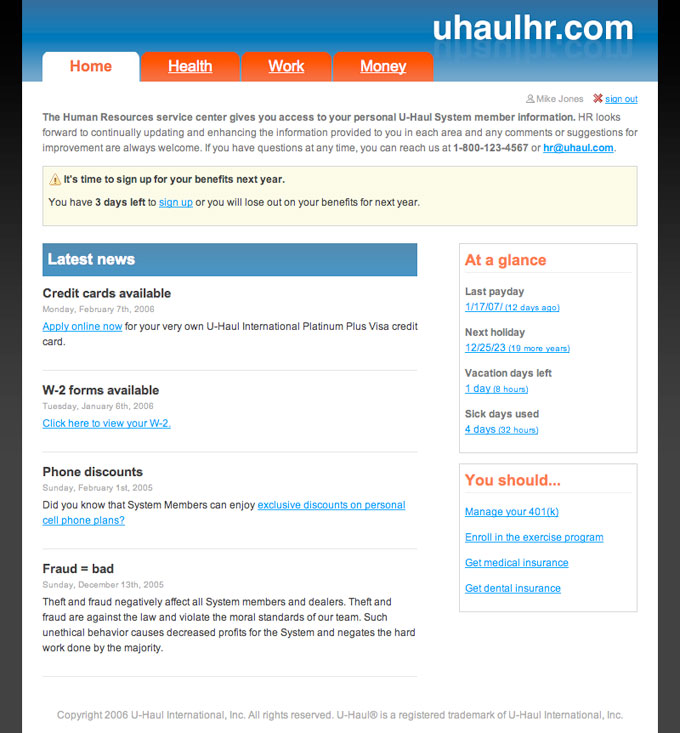 uhaulhr.com
Home
Health
Work
Money
Mike Jones
sign out
The Human Resources service center gives you access to your personal U-Haul System member information. HR looks
forward to continually updating and enhancing the information provided to you in each area and any comments or suggestions for
improvement are always welcome. If you have questions at any time, you can reach us at 1-800-123-4567 or hr@uhaul.com.
It's time to sign up for your benefits next year.
You have 3 days left to sign up or you will lose out on your benefits for next year.
Latest news
Credit cards available
Monday, February 7th, 2006
Apply online now for your very own U-Haul International Platinum Plus Visa credit
card.
W-2 forms available
Tuesday, January 6th, 2006
Click here to view your W-2.
Phone discounts
Sunday, February 1st, 2005
Did you know that System Members can enjoy exclusive discounts on personal
cell phone plans?
Fraud = bad
Sunday, December 13th, 2005
Theft and fraud negatively affect all System members and dealers. Theft and
fraud are against the law and violate the moral standards of our team. Such
unethical behavior causes decreased profits for the System and negates the hard
work done by the majority.
At a glance
Last payday
1/17/07/ (12 days ago)
Next holiday
12/25/23 (19 more years)
Vacation days left
1 day (8 hours)
Sick days used
4 days (32 hours)
You should...
Manage your 401(k)
Enroll in the exercise program
Get medical insurance
Get dental insurance
Copyright 2006 U-Haul International, Inc. All rights reserved. U-Haul® is a registered trademark of U-Haul International, Inc.